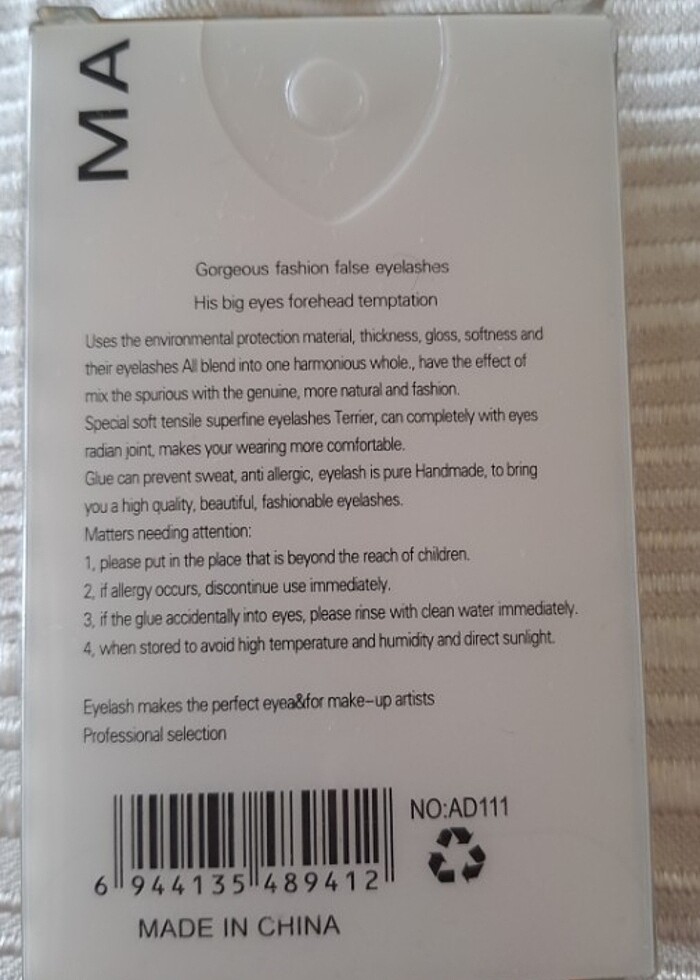 MA
Gorgeous fashion false eyelashes
His big eyes forehead temptation
Uses the environmental protection material, thickness, gloss, softness and
their eyelashes All blend into one harmonious whole., have the effect of
mix the spurious with the genuine, more natural and fashion.
Special soft tensile superfine eyelashes Terrier, can completely with eyes
radian joint, makes your wearing more comfortable.
Glue can prevent sweat, anti allergic, eyelash is pure Handmade, to bring
you a high quality, beautiful, fashionable eyelashes.
Matters needing attention:
1, please put in the place that is beyond the reach of children.
2, if allergy occurs, discontinue use immediately.
3, if the glue accidentally into eyes, please rinse with clean water immediately.
4, when stored to avoid high temperature and humidity and direct sunlight.
Eyelash makes the perfect eyea&for make-up artists
Professional selection
NO:AD111
6 944135 489412
MADE IN CHINA